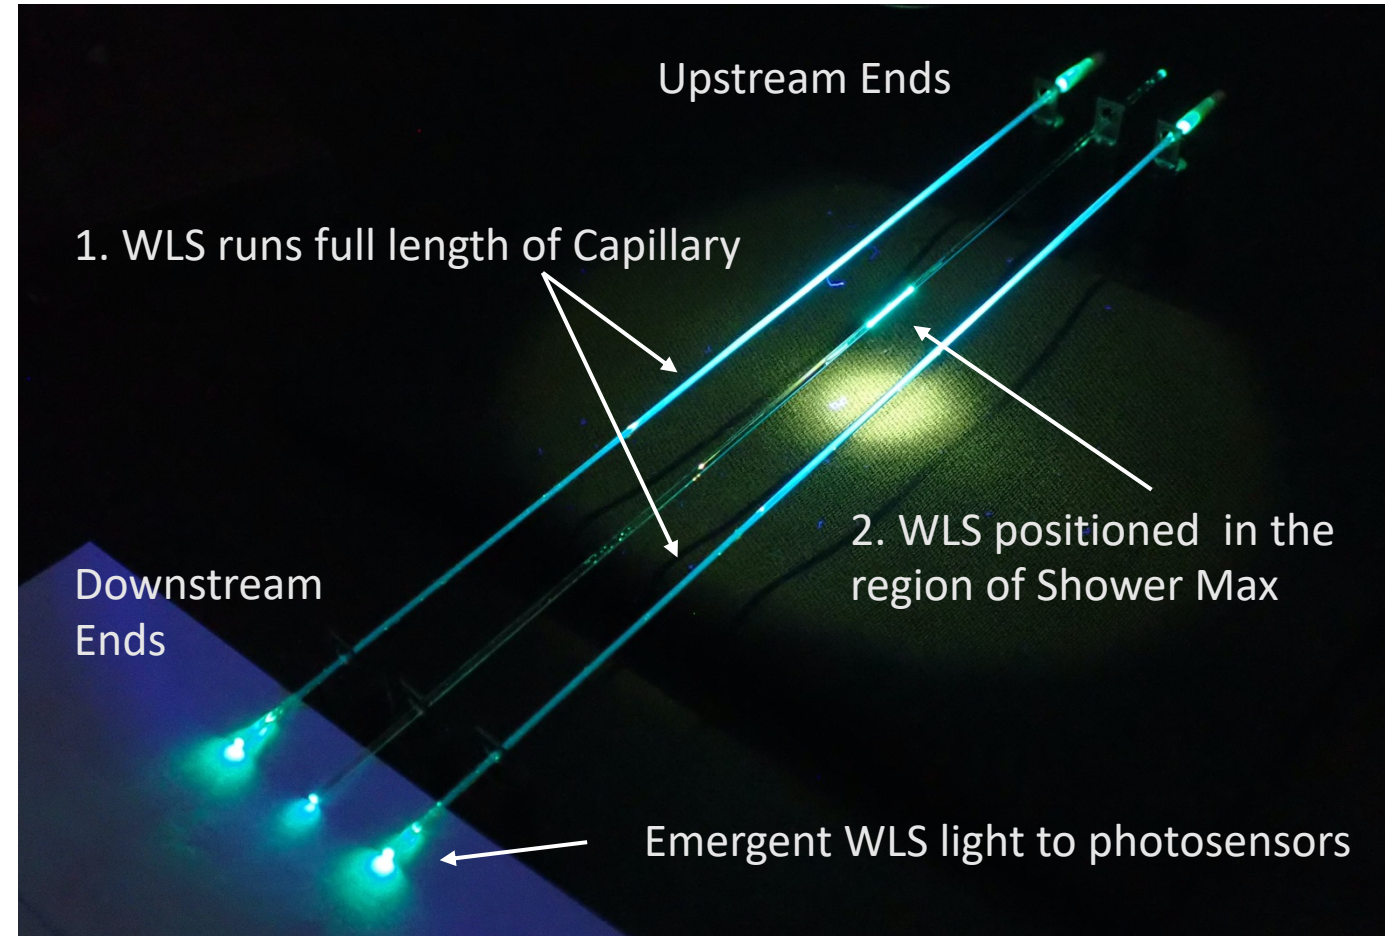 Upstream Ends
1. WLS runs full length of Capillary
2. WLS positioned in the
region of Shower Max
Downstream
Ends
Emergent WLS light to photosensors